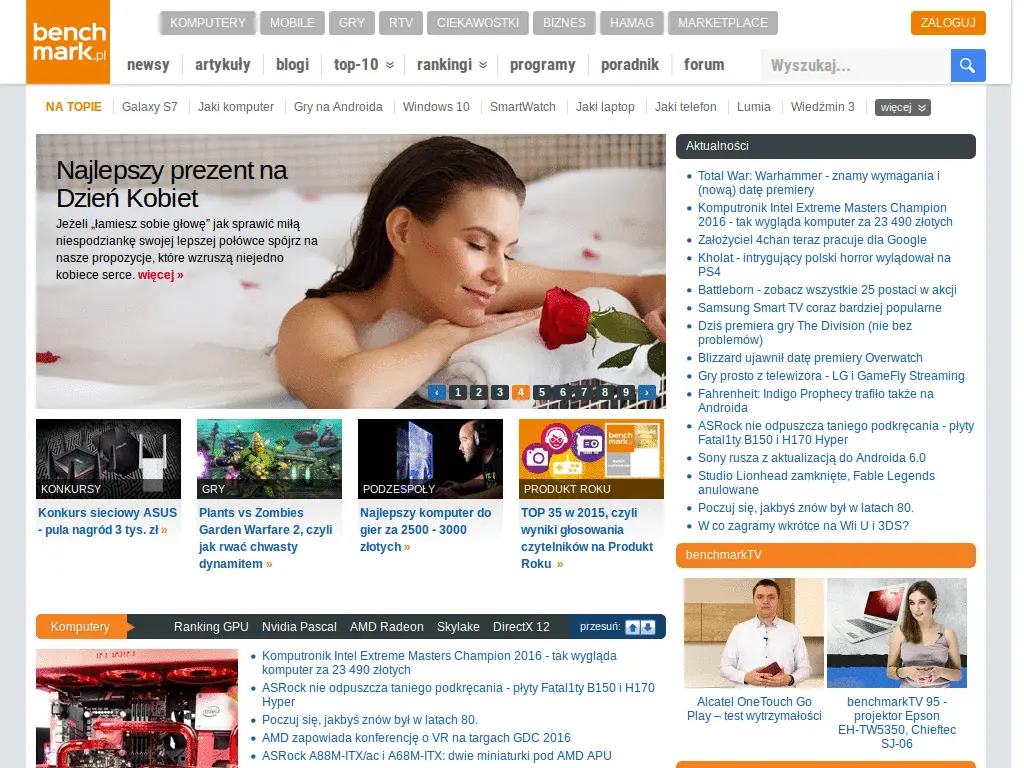 bench
mark.pl
KOMPUTERY MOBILE GRY RTV CIEKAWOSTKI BIZNES HAMAG MARKETPLACE
ZALOGUJ
newsy artykuły blogi top-10 rankingi programy poradnik forum
Wyszukaj...
NA TOPIE Galaxy S7 Jaki komputer Gry na Androida Windows 10 SmartWatch Jaki laptop Jaki telefon Lumia Wiedźmin 3 więcej
Najlepszy prezent na
Dzień Kobiet
Jeżeli „łamiesz sobie głowę” jak sprawić miłą
niespodziankę swojej lepszej połówce spójrz na
nasze propozycje, które wzruszą niejedno
kobiece serce. więcej »
‹ 1 2 3 4 5 6 7 8 9 ›
KONKURSY
Konkurs sieciowy ASUS
- pula nagród 3 tys. zł »
GRY
Plants vs Zombies
Garden Warfare 2, czyli
jak rwać chwasty
dynamitem »
PODZESPOŁY
Najlepszy komputer do
gier za 2500 - 3000
złotych »
bench
mark.pl
PRODUKT ROKU
TOP 35 w 2015, czyli
wyniki głosowania
czytelników na Produkt
Roku »
Aktualności
Total War: Warhammer - znamy wymagania i
(nową) datę premiery
Komputronik Intel Extreme Masters Champion
2016 - tak wygląda komputer za 23 490 złotych
Założyciel 4chan teraz pracuje dla Google
Kholat - intrygujący polski horror wylądował na
PS4
Battleborn - zobacz wszystkie 25 postaci w akcji
Samsung Smart TV coraz bardziej popularne
Dziś premiera gry The Division (nie bez
problemów)
Blizzard ujawnił datę premiery Overwatch
Gry prosto z telewizora - LG i GameFly Streaming
Fahrenheit: Indigo Prophecy trafiło także na
Androida
ASRock nie odpuszcza taniego podkręcania - płyty
Fatal1ty B150 i H170 Hyper
Sony rusza z aktualizacją do Androida 6.0
Studio Lionhead zamknięte, Fable Legends
anulowane
Poczuj się, jakbyś znów był w latach 80.
W co zagramy wkrótce na Wii U i 3DS?
benchmarkTV
Alcatel OneTouch Go
Play – test wytrzymałości
benchmarkTV 95 -
projektor Epson
EH-TW5350, Chieftec
SJ-06
Komputery Ranking GPU Nvidia Pascal AMD Radeon Skylake DirectX 12 przesuń:
intel
Komputronik Intel Extreme Masters Champion 2016 - tak wygląda
komputer za 23 490 złotych
ASRock nie odpuszcza taniego podkręcania - płyty Fatal1ty B150 i H170
Hyper
Poczuj się, jakbyś znów był w latach 80.
AMD zapowiada konferencję o VR na targach GDC 2016
ASRock A88M-ITX/ac i A68M-ITX: dwie miniaturki pod AMD APU